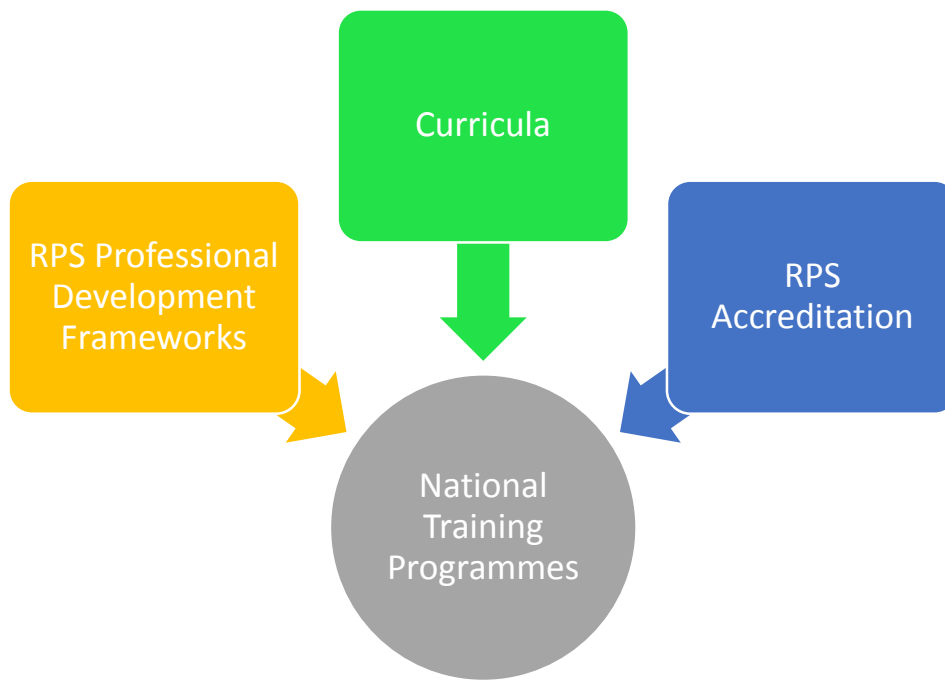 Curricula
RPS Professional
Development
Frameworks
RPS
Accreditation
National
Training
Programmes